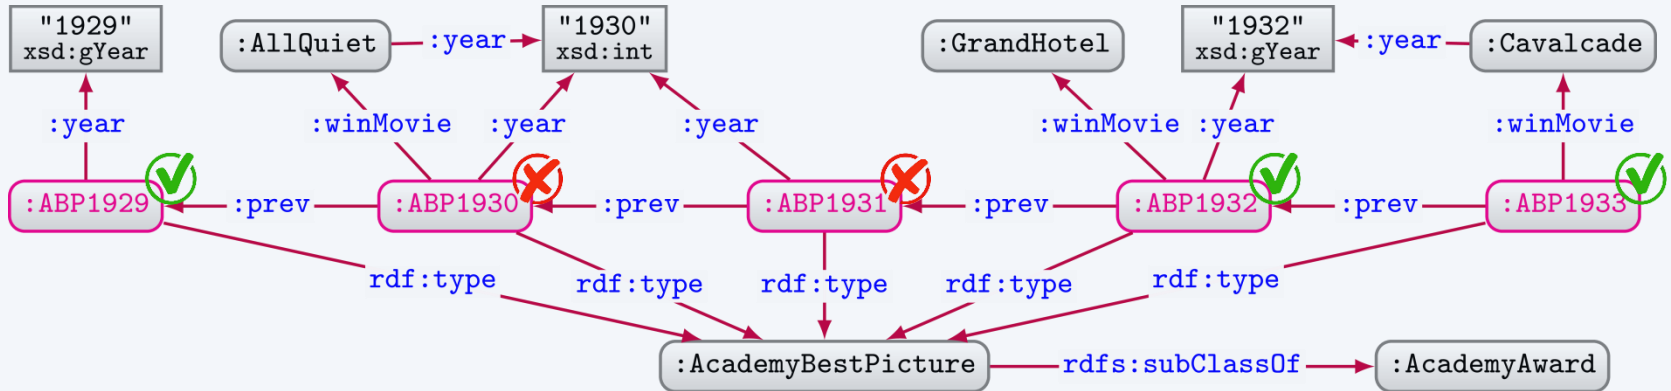 "1929"
xsd:gYear
:AllQuiet
:year
"1930"
xsd:int
:GrandHotel
"1932"
xsd:gYear
:year
:Cavalcade
:year
:winMovie
:year
:year
:winMovie
:year
:winMovie
:ABP1929
:prev
:ABP1930
:prev
:ABP1931
:prev
:ABP1932
:prev
:ABP1933
rdf:type
rdf:type
rdf:type
rdf:type
rdf:type
:AcademyBestPicture
rdfs:subClassOf
:AcademyAward